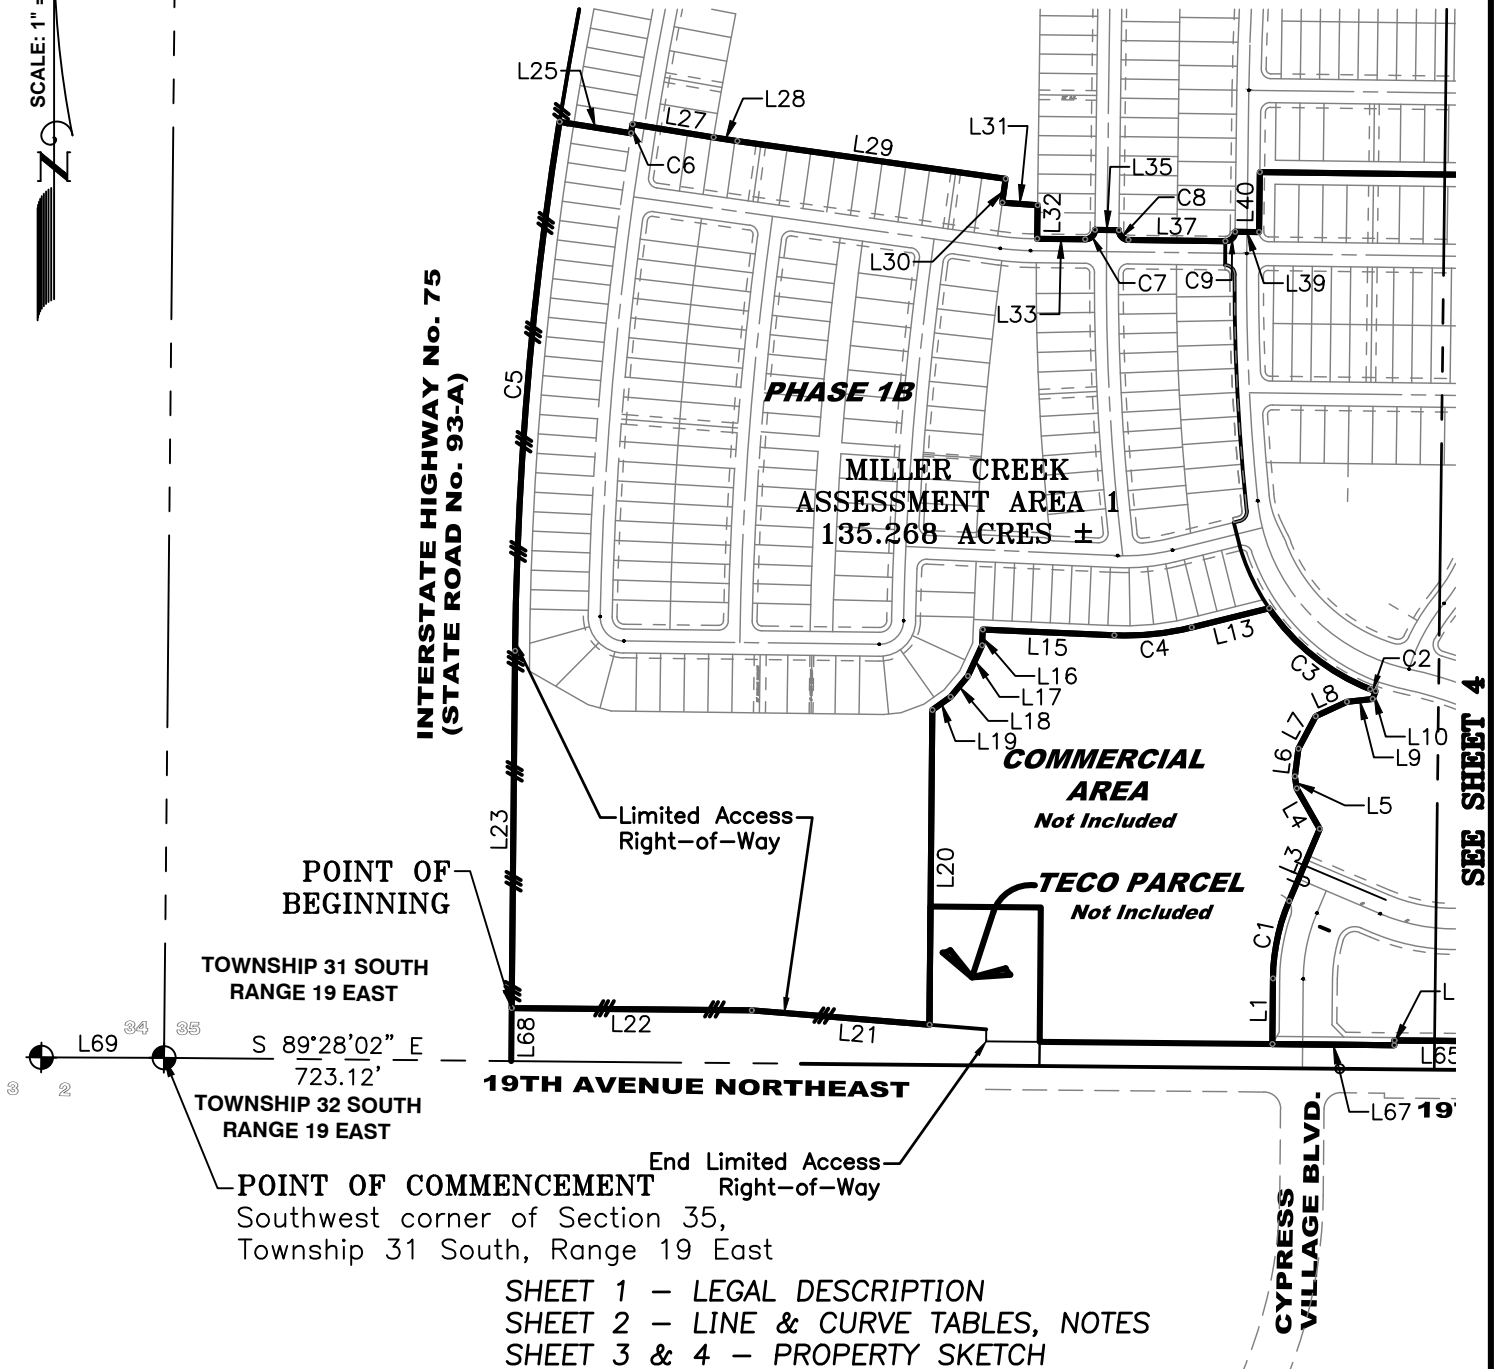 SCALE: 1" =
N
L25
L27
L28
L29
C6
L31
L35
C8
L32
L37
L40
L30
L33
C7
C9
L39
INTERSTATE HIGHWAY No. 75
(STATE ROAD No. 93-A)
C5
PHASE 1B
MILLER CREEK
ASSESSMENT AREA 1
135.268 ACRES ±
L15
C4
L13
C3
C2
L16
L17
L18
L19
L8
L7
L6
L10
L9
L5
L4
L3
COMMERCIAL
AREA
Not Included
SEE SHEET 4
L23
Limited Access
Right-of-Way
L20
POINT OF
BEGINNING
TECO PARCEL
Not Included
C1
L1
TOWNSHIP 31 SOUTH
RANGE 19 EAST
34 35
L69
S 89°28'02" E
723.12'
3 2
L68
L22
L21
L
L65
TOWNSHIP 32 SOUTH
RANGE 19 EAST
19TH AVENUE NORTHEAST
L67
19T
End Limited Access
Right-of-Way
POINT OF COMMENCEMENT
Southwest corner of Section 35,
Township 31 South, Range 19 East
CYPRESS
VILLAGE BLVD.
SHEET 1 - LEGAL DESCRIPTION
SHEET 2 - LINE & CURVE TABLES, NOTES
SHEET 3 & 4 - PROPERTY SKETCH